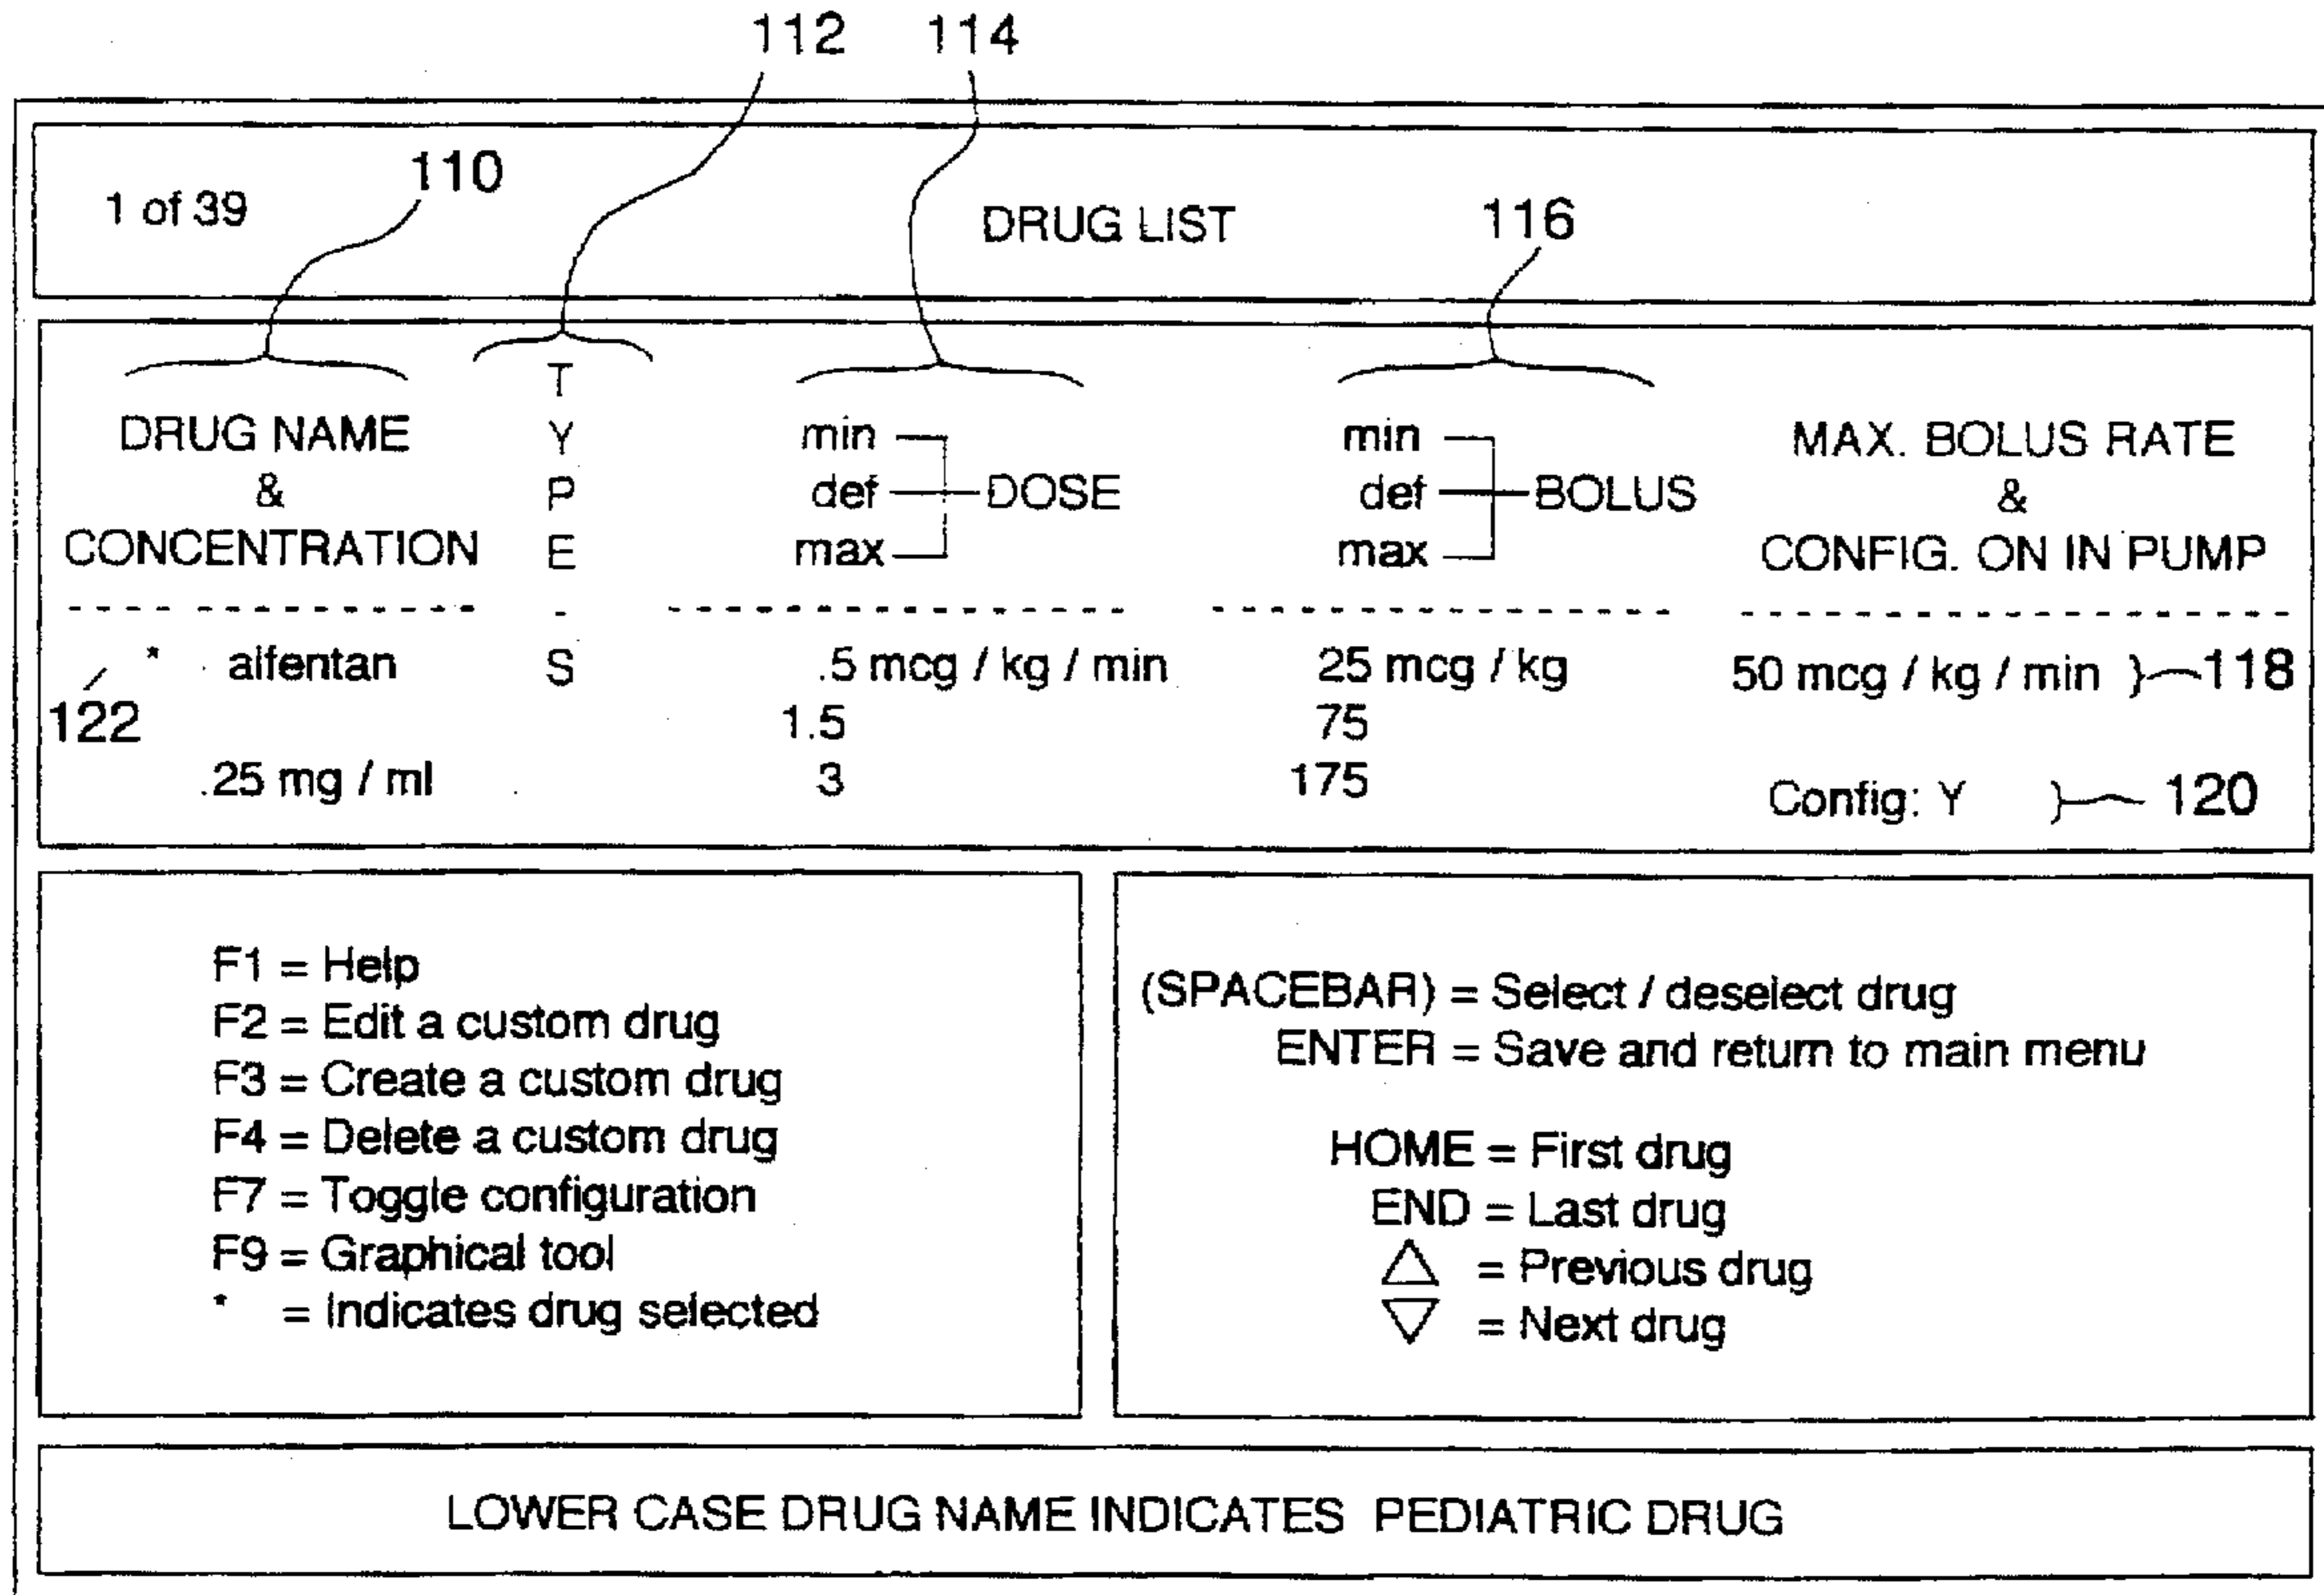 112 114
110
1 of 39 DRUG LIST 116
T
DRUG NAME Y min min MAX. BOLUS RATE
& P def DOSE def BOLUS &
CONCENTRATION E max max CONFIG. ON IN PUMP
* alfentan S .5 mcg / kg / min 25 mcg / kg 50 mcg / kg / min 118
122 1.5 75
.25 mg / ml 3 175 Config: Y 120
F1 = Help
F2 = Edit a custom drug
F3 = Create a custom drug
F4 = Delete a custom drug
F7 = Toggle configuration
F9 = Graphical tool
* = Indicates drug selected
(SPACEBAR) = Select / deselect drug
ENTER = Save and return to main menu
HOME = First drug
END = Last drug
△ = Previous drug
▽ = Next drug
LOWER CASE DRUG NAME INDICATES PEDIATRIC DRUG